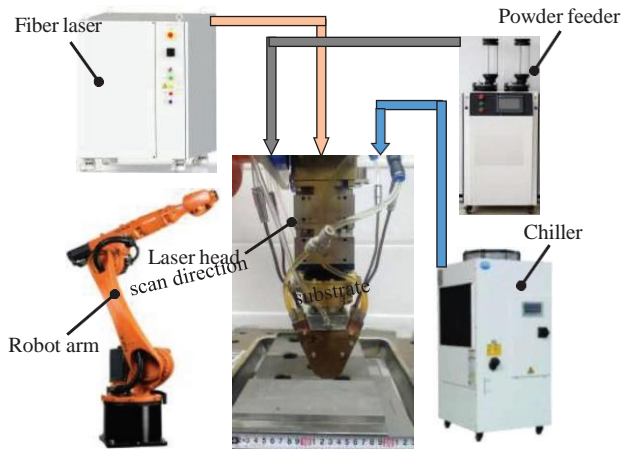 Fiber laser
Powder feeder
Laser head
scan direction
substrate
Chiller
Robot arm